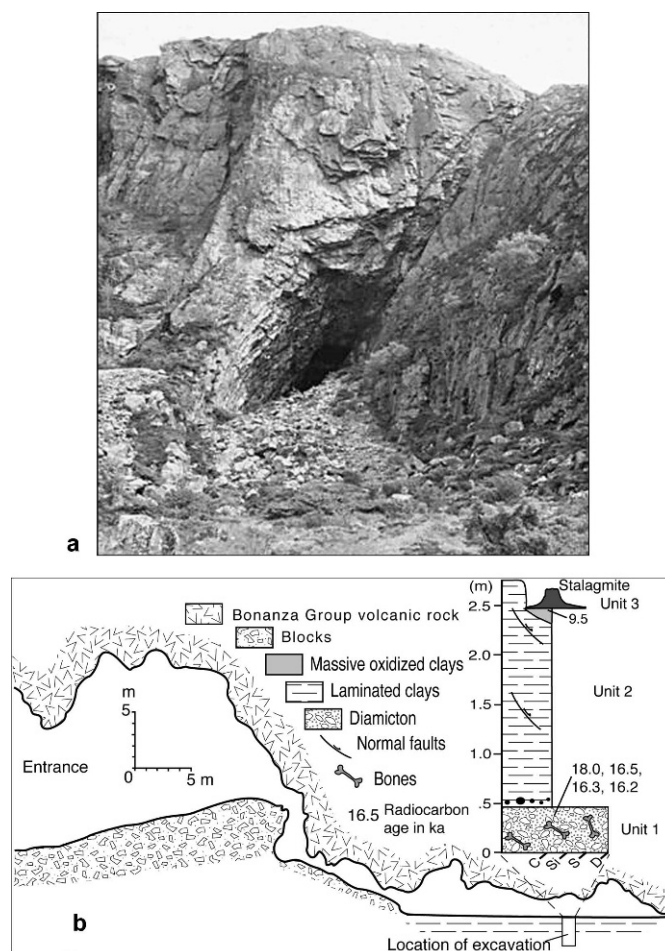 a
(m)
Stalagmite
Unit 3
2.5
9.5
Bonanza Group volcanic rock
Blocks
Massive oxidized clays
2.0
Laminated clays
Unit 2
m
5
Diamicton
1.5
Normal faults
Entrance
0
5 m
Bones
1.0
18.0, 16.5,
16.3, 16.2
16.5 Radiocarbon
age in ka
.5
Unit 1
0
C Si S D
b
Location of excavation